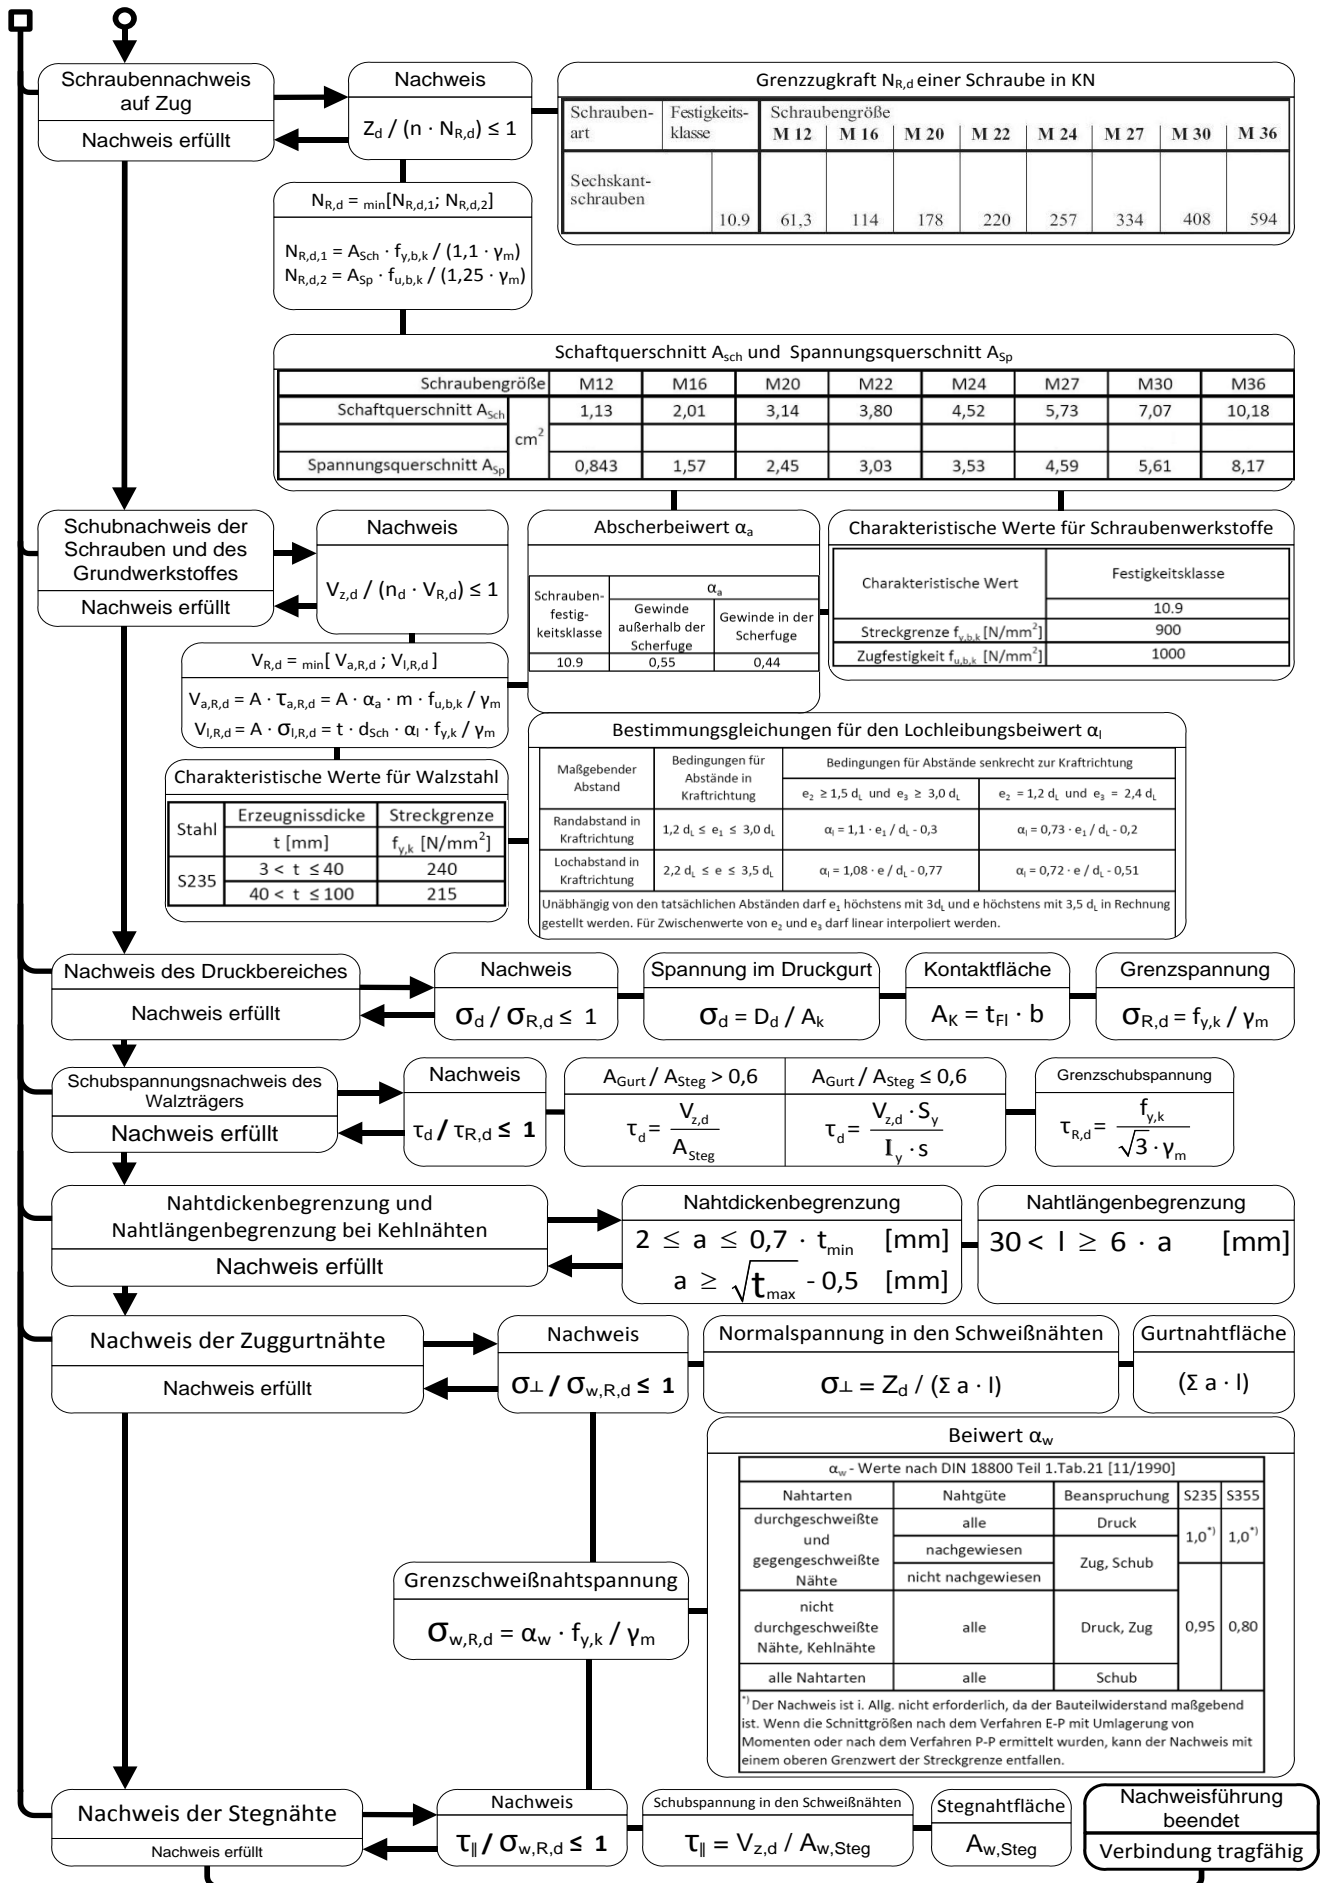 Schraubennachweis
auf Zug
Nachweis erfüllt
Nachweis
Z_d / (n · N_R,d) ≤ 1
Grenzzugkraft N_R,d einer Schraube in KN
Schrauben-
art
Festigkeits-
klasse
Schraubengröße
M 12 M 16 M 20 M 22 M 24 M 27 M 30 M 36
Sechskant-
schrauben
10.9 61,3 114 178 220 257 334 408 594
N_R,d = min[N_R,d,1; N_R,d,2]
N_R,d,1 = A_Sch · f_y,b,k / (1,1 · γ_m)
N_R,d,2 = A_Sp · f_u,b,k / (1,25 · γ_m)
Schaftquerschnitt A_sch und Spannungsquerschnitt A_Sp
Schraubengröße M12 M16 M20 M22 M24 M27 M30 M36
Schaftquerschnitt A_Sch 1,13 2,01 3,14 3,80 4,52 5,73 7,07 10,18
cm²
Spannungsquerschnitt A_Sp 0,843 1,57 2,45 3,03 3,53 4,59 5,61 8,17
Schubnachweis der
Schrauben und des
Grundwerkstoffes
Nachweis erfüllt
Nachweis
V_z,d / (n_d · V_R,d) ≤ 1
Abscherbeiwert α_a
Schrauben-
festig-
keitsklasse
α_a
Gewinde
außerhalb der
Scherfuge
Gewinde in der
Scherfuge
10.9 0,55 0,44
Charakteristische Werte für Schraubenwerkstoffe
Charakteristische Wert
Festigkeitsklasse
10.9
Streckgrenze f_y,b,k [N/mm²] 900
Zugfestigkeit f_u,b,k [N/mm²] 1000
V_R,d = min[ V_a,R,d ; V_l,R,d ]
V_a,R,d = A · τ_a,R,d = A · α_a · m · f_u,b,k / γ_m
V_l,R,d = A · σ_l,R,d = t · d_Sch · α_l · f_y,k / γ_m
Charakteristische Werte für Walzstahl
Stahl
Erzeugnissdicke Streckgrenze
t [mm] f_y,k [N/mm²]
S235
3 < t ≤ 40 240
40 < t ≤ 100 215
Bestimmungsgleichungen für den Lochleibungsbeiwert α_l
Maßgebender
Abstand
Bedingungen für
Abstände in
Kraftrichtung
Bedingungen für Abstände senkrecht zur Kraftrichtung
e₂ ≥ 1,5 d_L und e₃ ≥ 3,0 d_L e₂ = 1,2 d_L und e₃ = 2,4 d_L
Randabstand in
Kraftrichtung
1,2 d_L ≤ e₁ ≤ 3,0 d_L α_l = 1,1 · e₁ / d_L - 0,3 α_l = 0,73 · e₁ / d_L - 0,2
Lochabstand in
Kraftrichtung
2,2 d_L ≤ e ≤ 3,5 d_L α_l = 1,08 · e / d_L - 0,77 α_l = 0,72 · e / d_L - 0,51
Unäbhängig von den tatsächlichen Abständen darf e₁ höchstens mit 3d_L und e höchstens mit 3,5 d_L in Rechnung
gestellt werden. Für Zwischenwerte von e₂ und e₃ darf linear interpoliert werden.
Nachweis des Druckbereiches
Nachweis erfüllt
Nachweis
σ_d / σ_R,d ≤ 1
Spannung im Druckgurt
σ_d = D_d / A_k
Kontaktfläche
A_K = t_Fl · b
Grenzspannung
σ_R,d = f_y,k / γ_m
Schubspannungsnachweis des
Walzträgers
Nachweis erfüllt
Nachweis
τ_d / τ_R,d ≤ 1
A_Gurt / A_Steg > 0,6
τ_d = V_z,d / A_Steg
A_Gurt / A_Steg ≤ 0,6
τ_d = V_z,d · S_y / I_y · s
Grenzschubspannung
τ_R,d = f_y,k / √3 · γ_m
Nahtdickenbegrenzung und
Nahtlängenbegrenzung bei Kehlnähten
Nachweis erfüllt
Nahtdickenbegrenzung
2 ≤ a ≤ 0,7 · t_min [mm]
a ≥ √t_max - 0,5 [mm]
Nahtlängenbegrenzung
30 < l ≥ 6 · a [mm]
Nachweis der Zuggurtnähte
Nachweis erfüllt
Nachweis
σ⊥ / σ_w,R,d ≤ 1
Normalspannung in den Schweißnähten
σ⊥ = Z_d / (Σ a · l)
Gurtnahtfläche
(Σ a · l)
Beiwert α_w
α_w - Werte nach DIN 18800 Teil 1.Tab.21 [11/1990]
Nahtarten Nahtgüte Beanspruchung S235 S355
durchgeschweißte
und
gegengeschweißte
Nähte
alle Druck
nachgewiesen
nicht nachgewiesen
Zug, Schub
1,0*⁾ 1,0*⁾
nicht
durchgeschweißte
Nähte, Kehlnähte
alle Druck, Zug 0,95 0,80
alle Nahtarten alle Schub
*⁾ Der Nachweis ist i. Allg. nicht erforderlich, da der Bauteilwiderstand maßgebend
ist. Wenn die Schnittgrößen nach dem Verfahren E-P mit Umlagerung von
Momenten oder nach dem Verfahren P-P ermittelt wurden, kann der Nachweis mit
einem oberen Grenzwert der Streckgrenze entfallen.
Grenzschweißnahtspannung
σ_w,R,d = α_w · f_y,k / γ_m
Nachweis der Stegnähte
Nachweis erfüllt
Nachweis
τ∥ / σ_w,R,d ≤ 1
Schubspannung in den Schweißnähten
τ∥ = V_z,d / A_w,Steg
Stegnahtfläche
A_w,Steg
Nachweisführung
beendet
Verbindung tragfähig